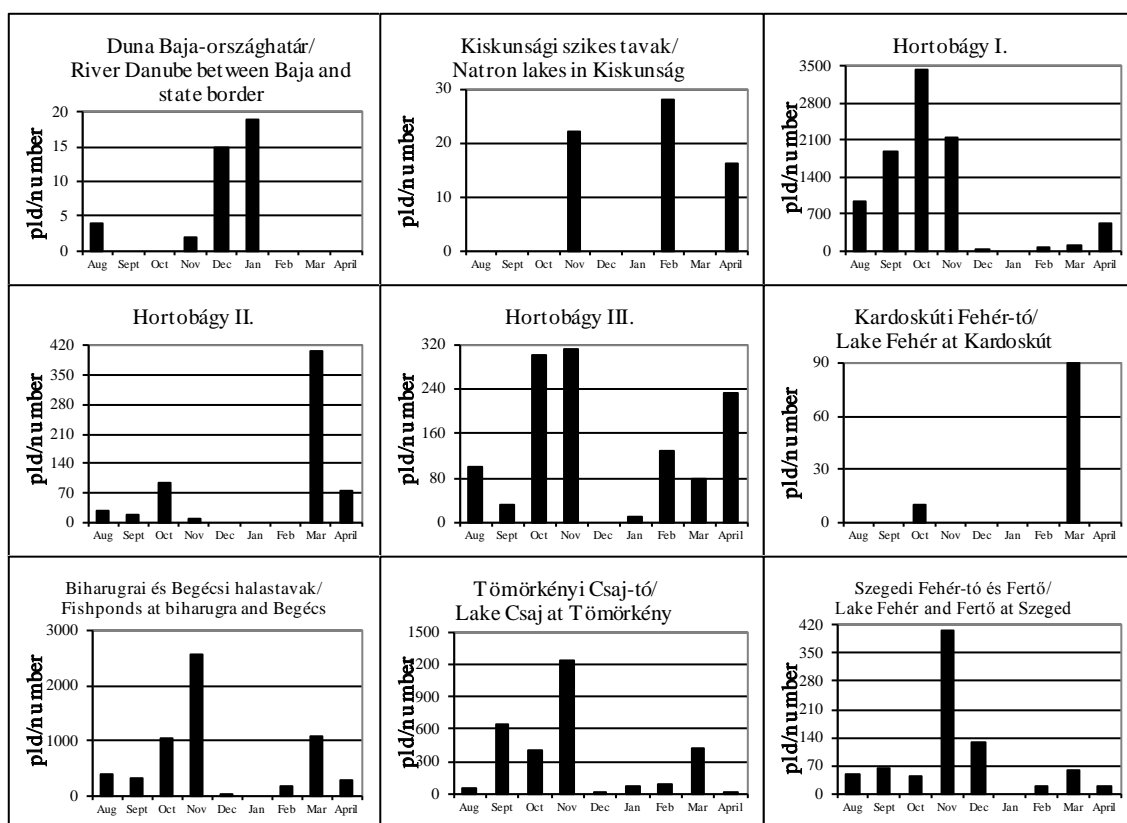 Duna Baja-országhatár/
River Danube between Baja and
state border
pld/number
20
15
10
5
0
Aug Sept Oct Nov Dec Jan Feb Mar April
Kiskunsági szikes tavak/
Natron lakes in Kiskunság
pld/number
30
20
10
0
Aug Sept Oct Nov Dec Jan Feb Mar April
Hortobágy I.
pld/number
3500
2800
2100
1400
700
0
Aug Sept Oct Nov Dec Jan Feb Mar April
Hortobágy II.
pld/number
420
350
280
210
140
70
0
Aug Sept Oct Nov Dec Jan Feb Mar April
Hortobágy III.
pld/number
320
240
160
80
0
Aug Sept Oct Nov Dec Jan Feb Mar April
Kardoskúti Fehér-tó/
Lake Fehér at Kardoskút
pld/number
90
60
30
0
Aug Sept Oct Nov Dec Jan Feb Mar April
Biharugrai és Begécsi halastavak/
Fishponds at biharugra and Begécs
pld/number
3000
2000
1000
0
Aug Sept Oct Nov Dec Jan Feb Mar April
Tömörkényi Csaj-tó/
Lake Csaj at Tömörkény
pld/number
1500
1200
900
600
300
0
Aug Sept Oct Nov Dec Jan Feb Mar April
Szegedi Fehér-tó és Fertő/
Lake Fehér and Fertő at Szeged
pld/number
420
350
280
210
140
70
0
Aug Sept Oct Nov Dec Jan Feb Mar April